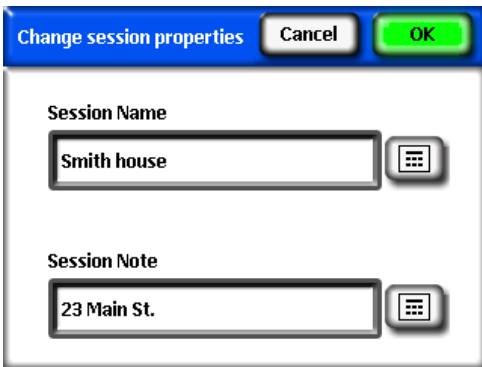 Change session properties Cancel OK
Session Name
Smith house
Session Note
23 Main St.